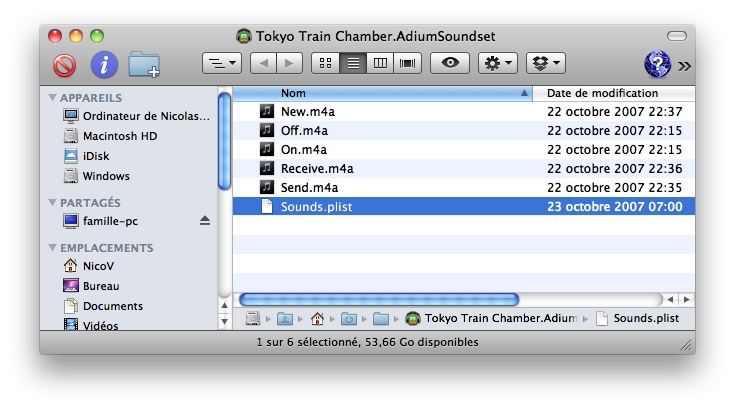 Tokyo Train Chamber.AdiumSoundset
APPAREILS
Ordinateur de Nicolas...
Macintosh HD
iDisk
Windows
PARTAGÉS
famille-pc
EMPLACEMENTS
NicoV
Bureau
Documents
Vidéos
Nom Date de modification
New.m4a 22 octobre 2007 22:37
Off.m4a 22 octobre 2007 22:15
On.m4a 22 octobre 2007 22:15
Receive.m4a 22 octobre 2007 22:36
Send.m4a 22 octobre 2007 22:35
Sounds.plist 23 octobre 2007 07:00
Tokyo Train Chamber.Adium Sounds.plist
1 sur 6 sélectionné, 53,66 Go disponibles